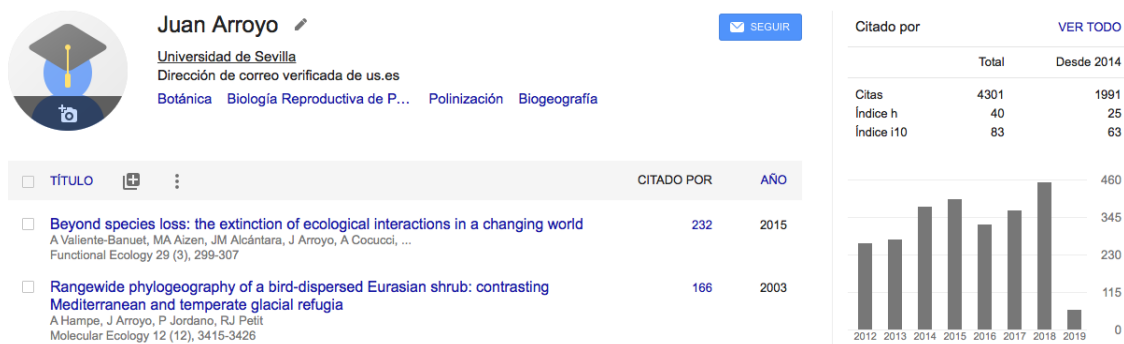 Juan Arroyo
SEGUIR
Universidad de Sevilla
Dirección de correo verificada de us.es
Botánica Biología Reproductiva de P... Polinización Biogeografía
TÍTULO CITADO POR AÑO
Beyond species loss: the extinction of ecological interactions in a changing world 232 2015
A Valiente-Banuet, MA Aizen, JM Alcántara, J Arroyo, A Cocucci, ...
Functional Ecology 29 (3), 299-307
Rangewide phylogeography of a bird-dispersed Eurasian shrub: contrasting 166 2003
Mediterranean and temperate glacial refugia
A Hampe, J Arroyo, P Jordano, RJ Petit
Molecular Ecology 12 (12), 3415-3426
Citado por VER TODO
Total Desde 2014
Citas 4301 1991
Índice h 40 25
Índice i10 83 63
460
345
230
115
0
2012 2013 2014 2015 2016 2017 2018 2019